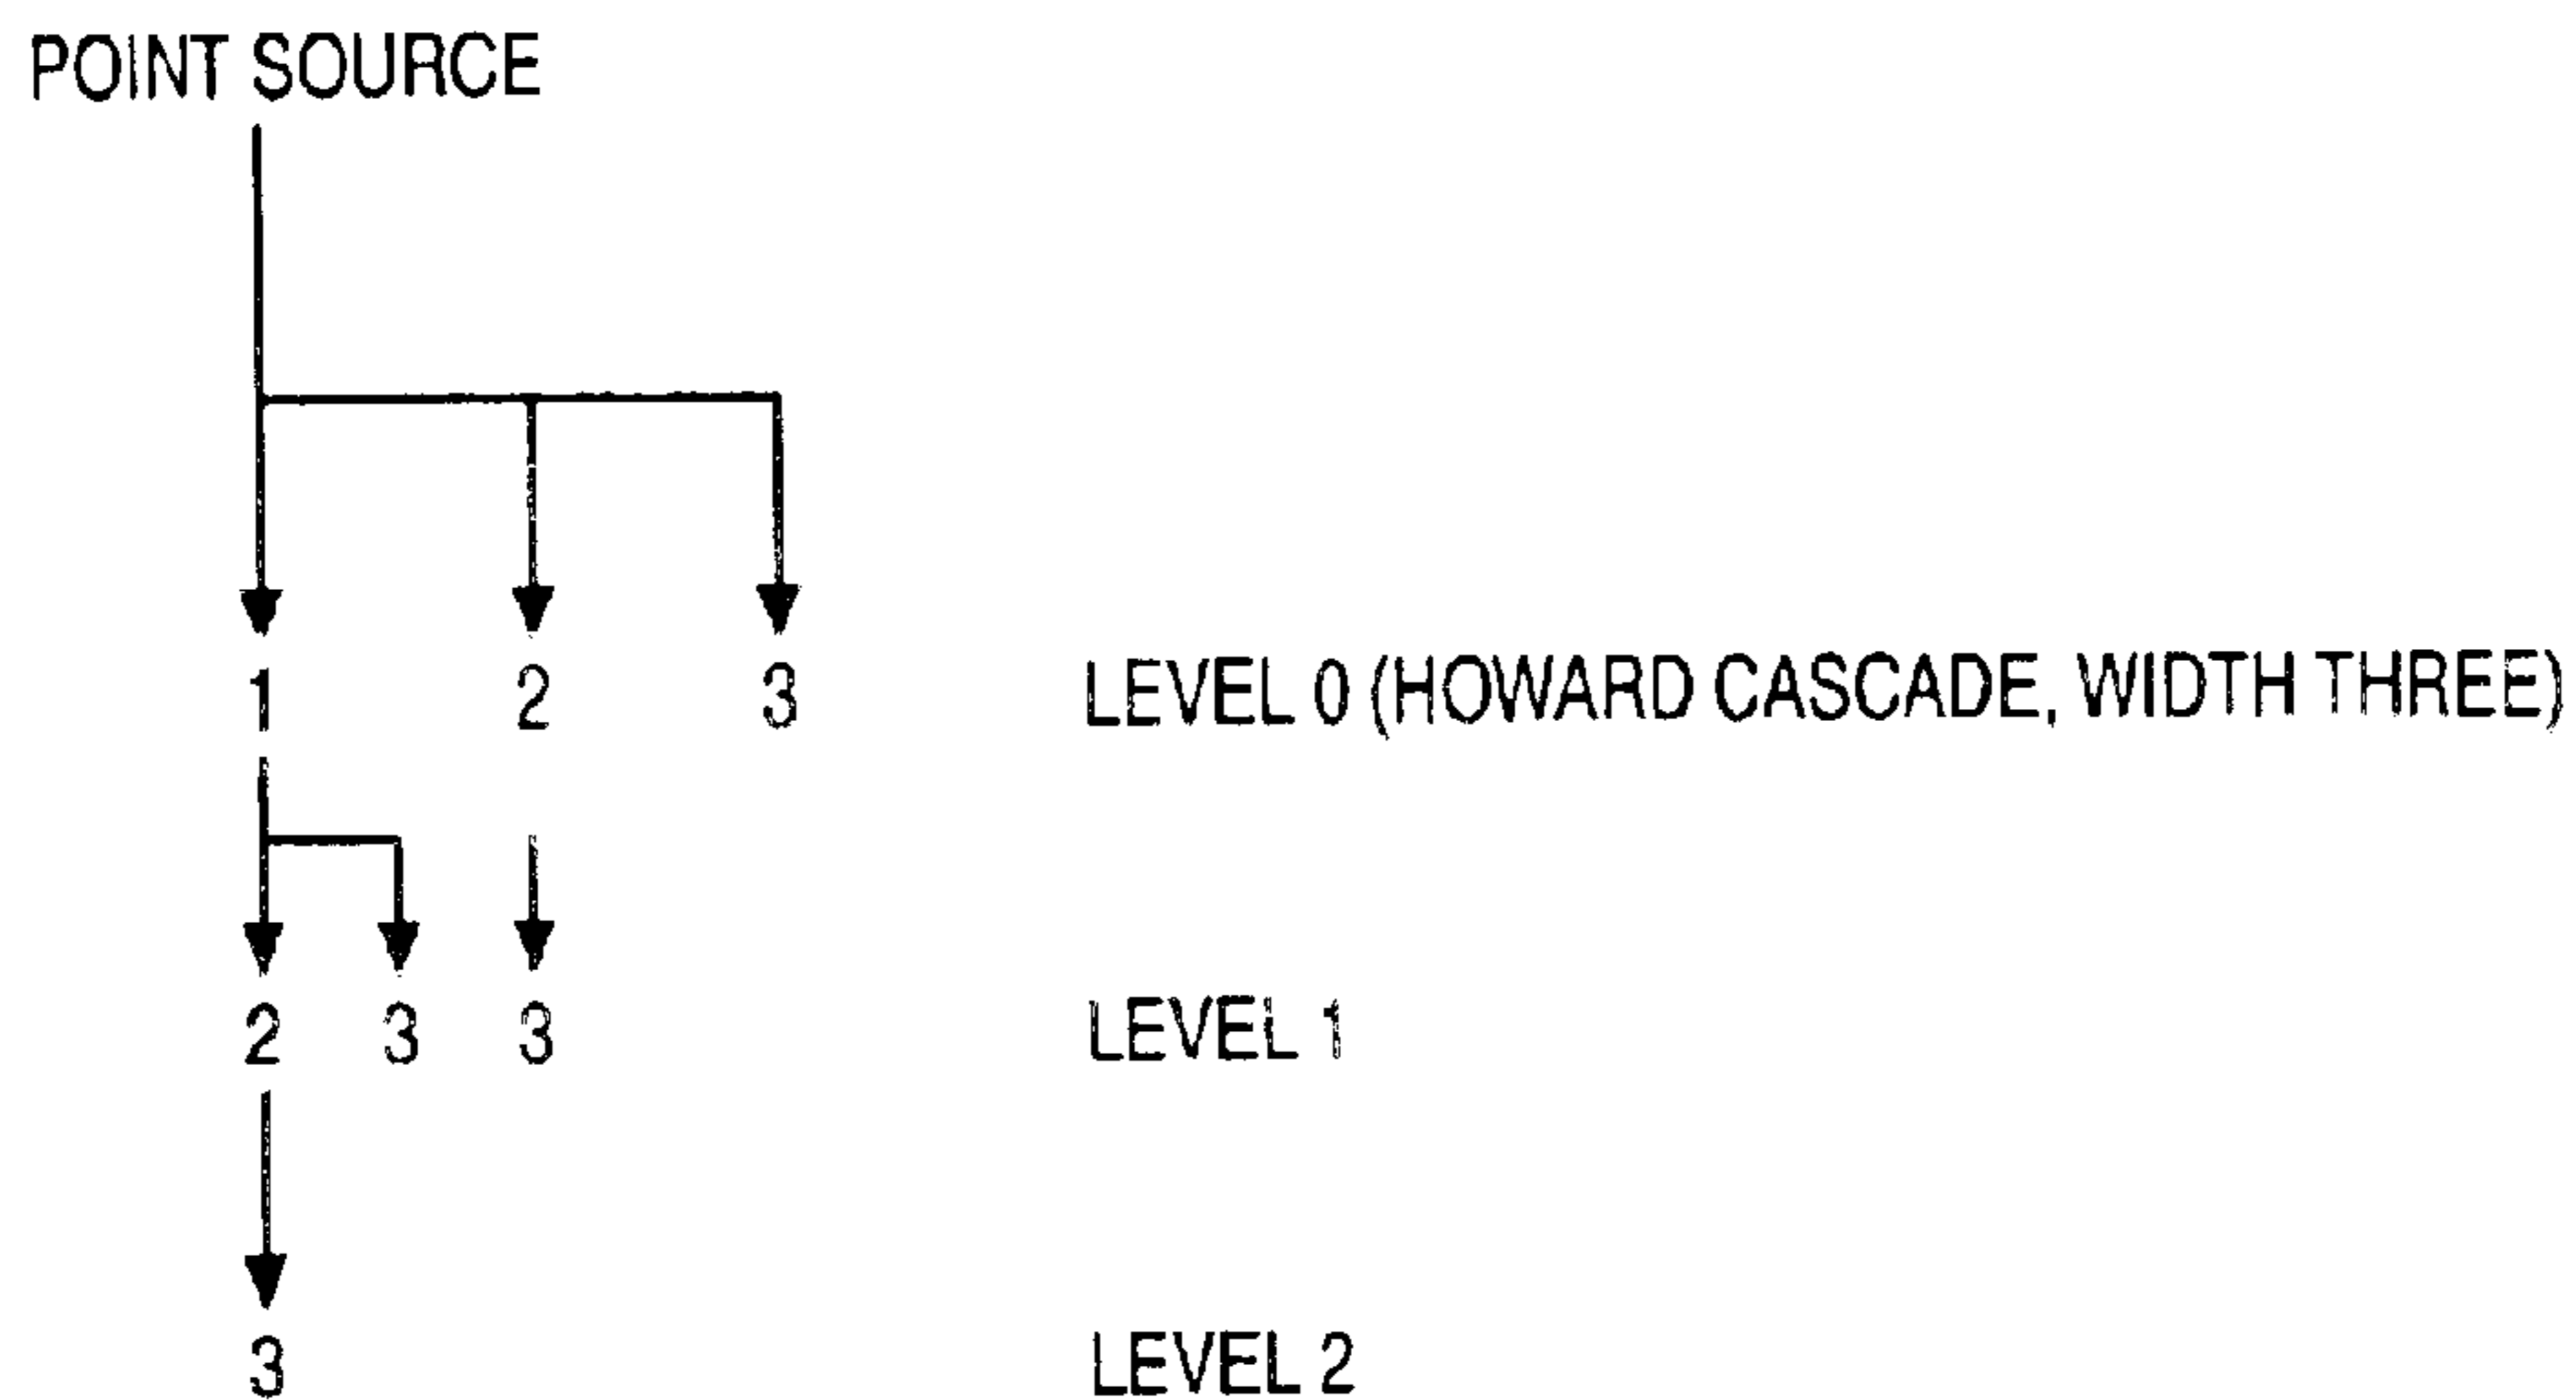 POINT SOURCE
1 2 3 LEVEL 0 (HOWARD CASCADE, WIDTH THREE)
2 3 3 LEVEL 1
3 LEVEL 2